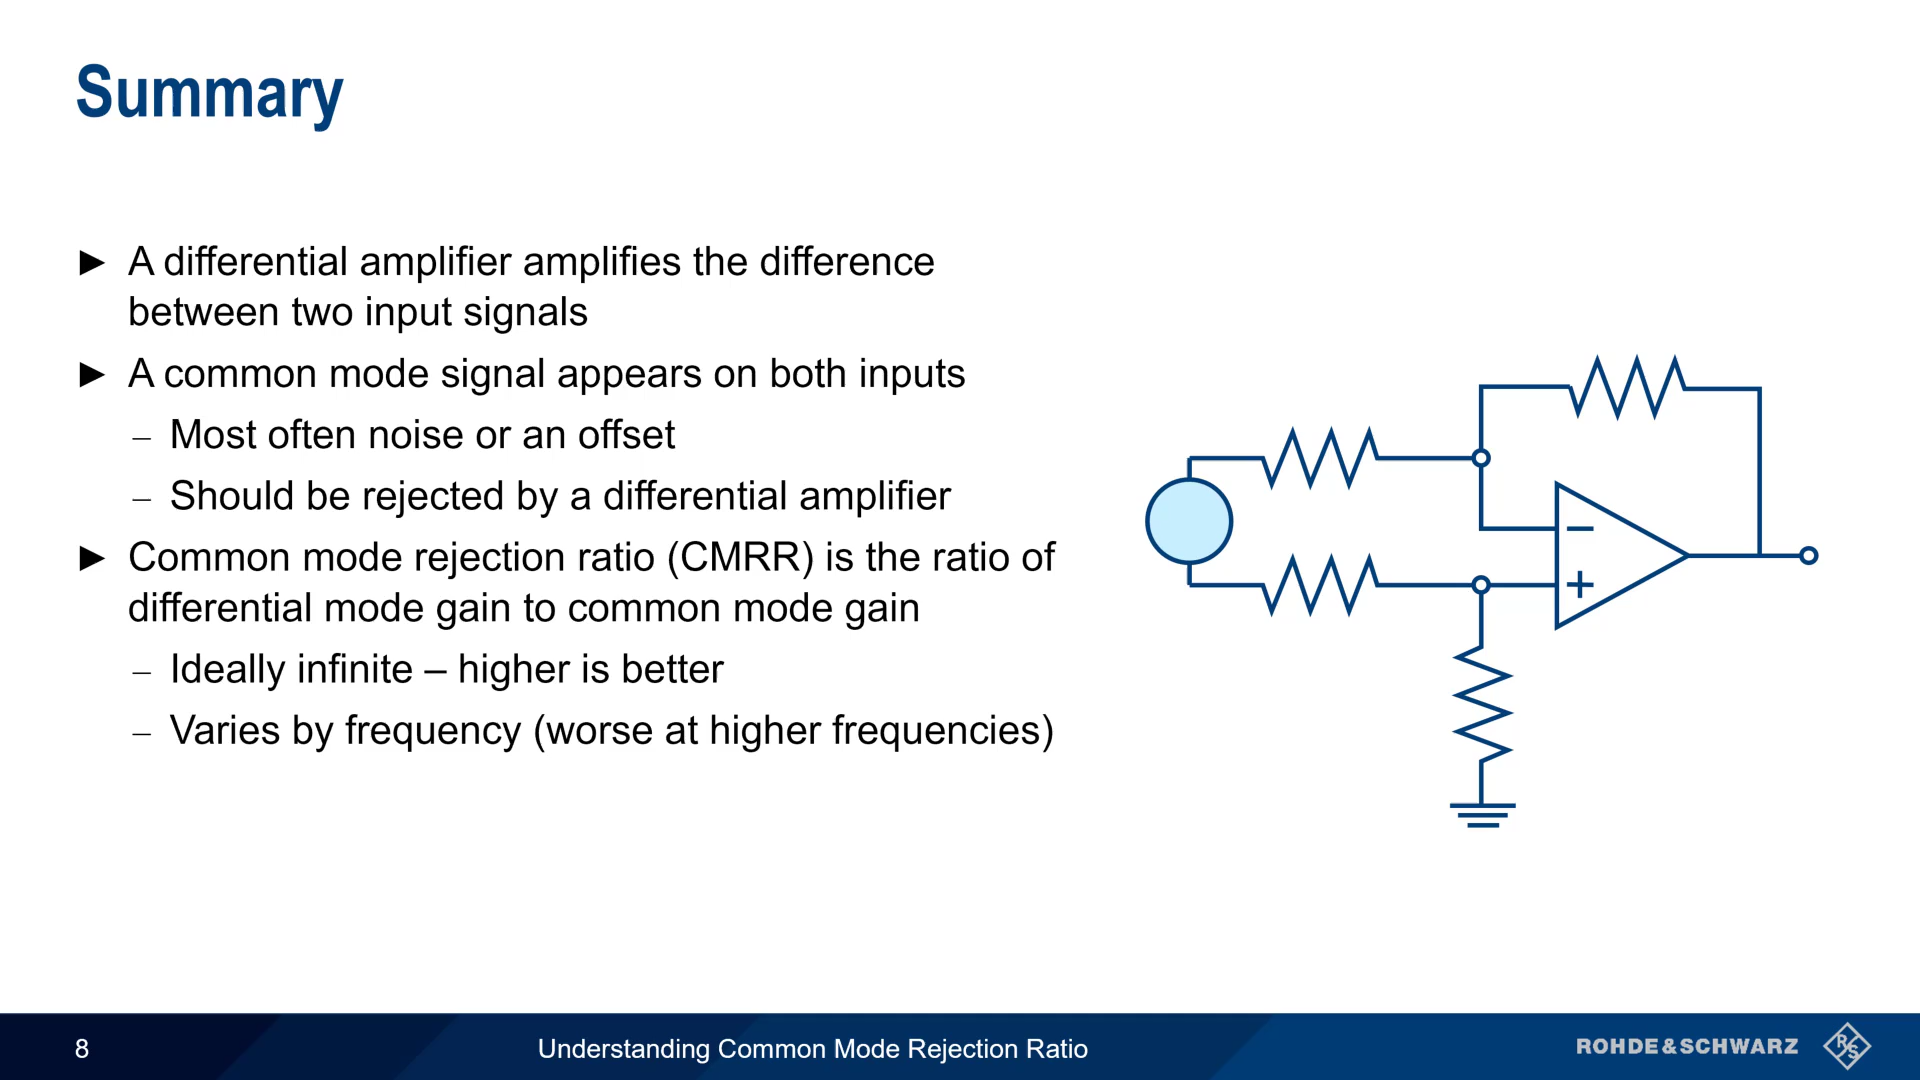 Summary
► A differential amplifier amplifies the difference
between two input signals
► A common mode signal appears on both inputs
– Most often noise or an offset
– Should be rejected by a differential amplifier
► Common mode rejection ratio (CMRR) is the ratio of
differential mode gain to common mode gain
– Ideally infinite – higher is better
– Varies by frequency (worse at higher frequencies)
−
+
8
Understanding Common Mode Rejection Ratio
ROHDE&SCHWARZ
R&S